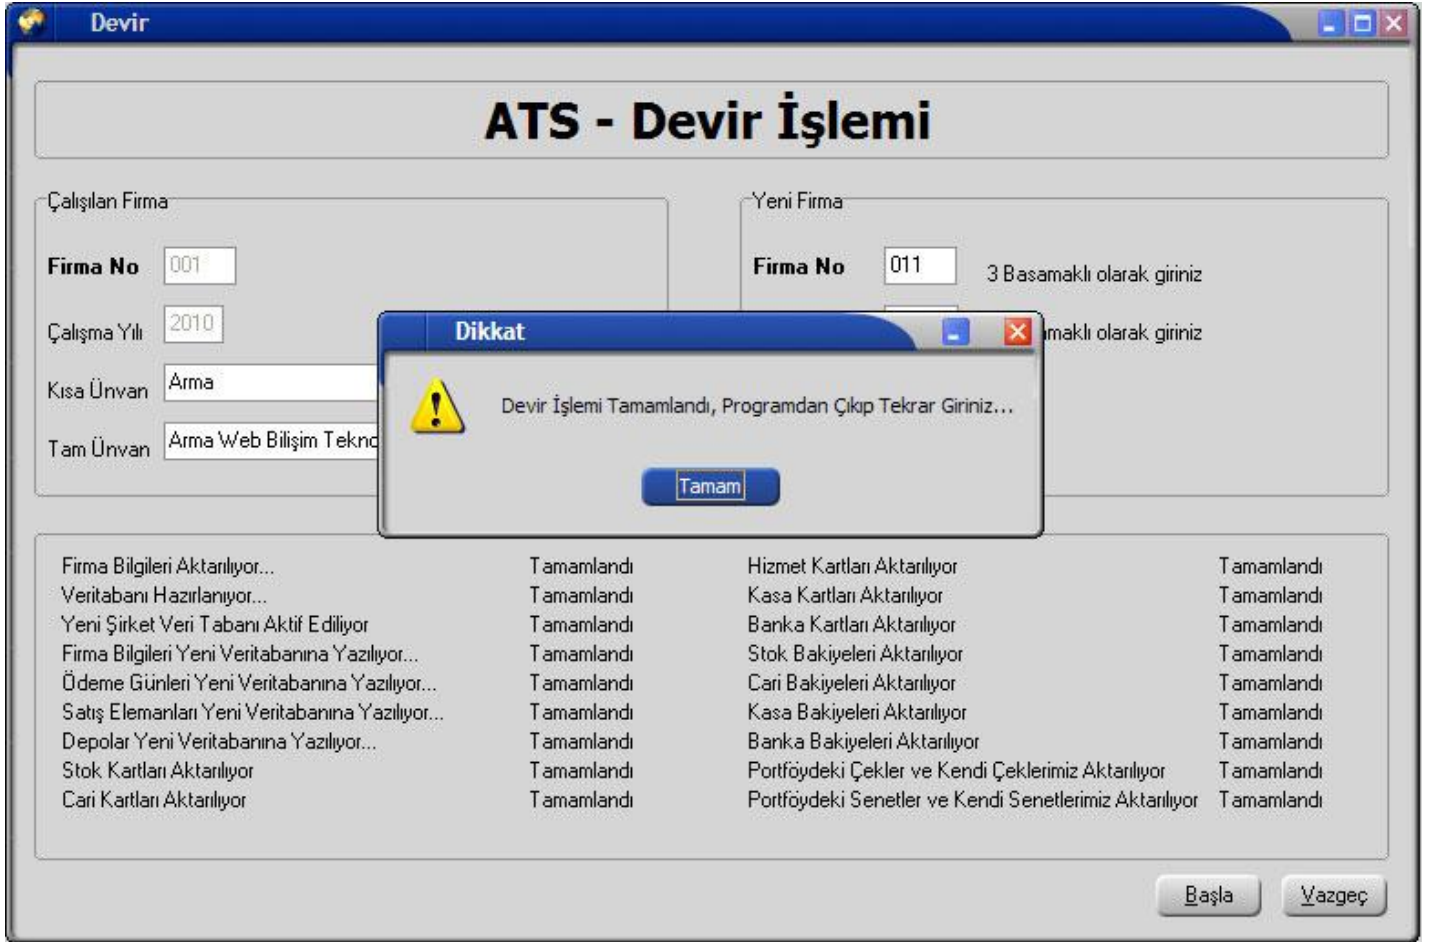 Devir
ATS - Devir İşlemi
Çalışılan Firma
Firma No 001
Çalışma Yılı 2010
Kısa Ünvan Arma
Tam Ünvan Arma Web Bilişim
Yeni Firma
Firma No 011 3 Basamaklı olarak giriniz
olarak giriniz
Dikkat
Devir İşlemi Tamamlandı, Programdan Çıkıp Tekrar Giriniz...
Tamam
Firma Bilgileri Aktarılıyor... Tamamlandı
Veritabanı Hazırlanıyor... Tamamlandı
Yeni Şirket Veri Tabanı Aktif Ediliyor Tamamlandı
Firma Bilgileri Yeni Veritabanına Yazılıyor... Tamamlandı
Ödeme Günleri Yeni Veritabanına Yazılıyor... Tamamlandı
Satış Elemanları Yeni Veritabanına Yazılıyor... Tamamlandı
Depolar Yeni Veritabanına Yazılıyor... Tamamlandı
Stok Kartları Aktarılıyor Tamamlandı
Cari Kartları Aktarılıyor Tamamlandı
Hizmet Kartları Aktarılıyor Tamamlandı
Kasa Kartları Aktarılıyor Tamamlandı
Banka Kartları Aktarılıyor Tamamlandı
Stok Bakiyeleri Aktarılıyor Tamamlandı
Cari Bakiyeleri Aktarılıyor Tamamlandı
Kasa Bakiyeleri Aktarılıyor Tamamlandı
Banka Bakiyeleri Aktarılıyor Tamamlandı
Portföydeki Çekler ve Kendi Çeklerimiz Aktarılıyor Tamamlandı
Portföydeki Senetler ve Kendi Senetlerimiz Aktarılıyor Tamamlandı
Başla Vazgeç